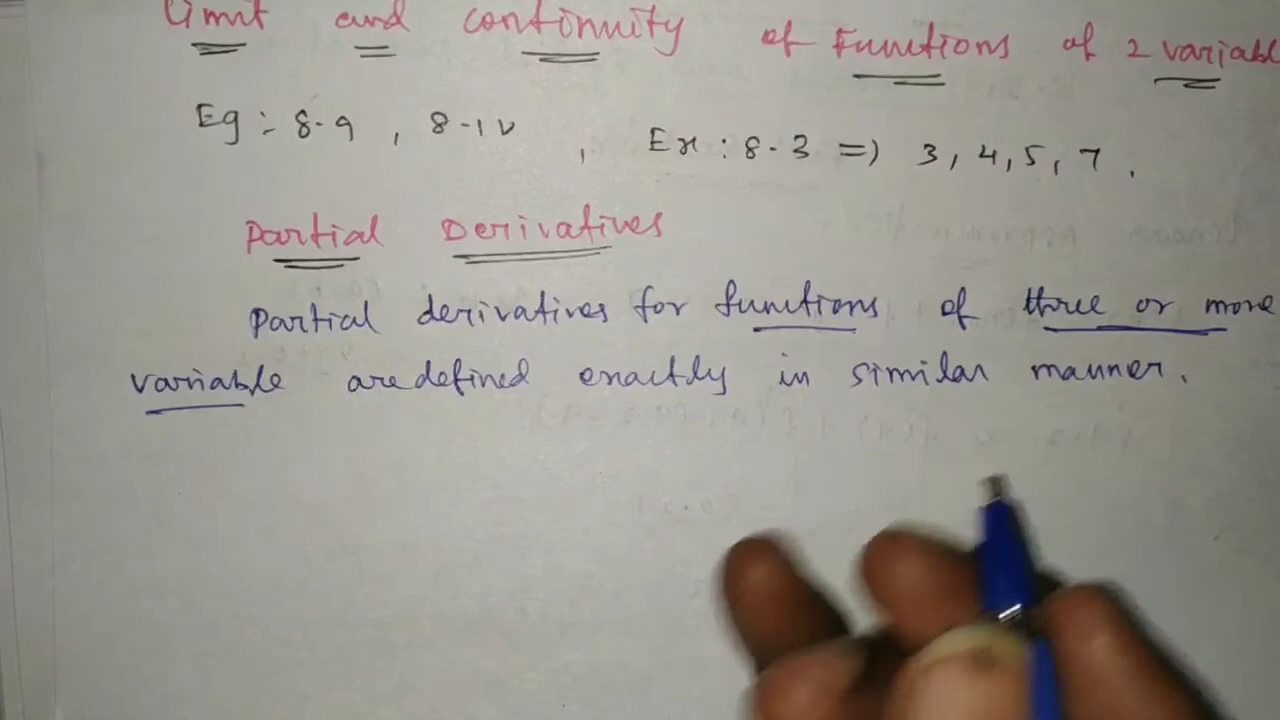 Limit and continuity of Functions of 2 variable
Eg :- 8.9 , 8.10 , Ex : 8.3 => 3, 4, 5, 7 .
Partial Derivatives
Partial derivatives for functions of three or more
variable are defined exactly in similar manner.